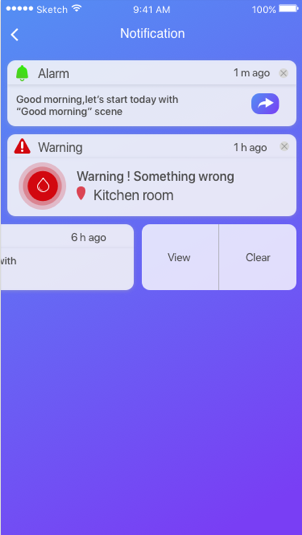 Sketch 9:41 AM 100%
Notification
Alarm 1 m ago
Good morning,let's start today with
"Good morning" scene
Warning 1 h ago
Warning ! Something wrong
Kitchen room
6 h ago
with
View Clear